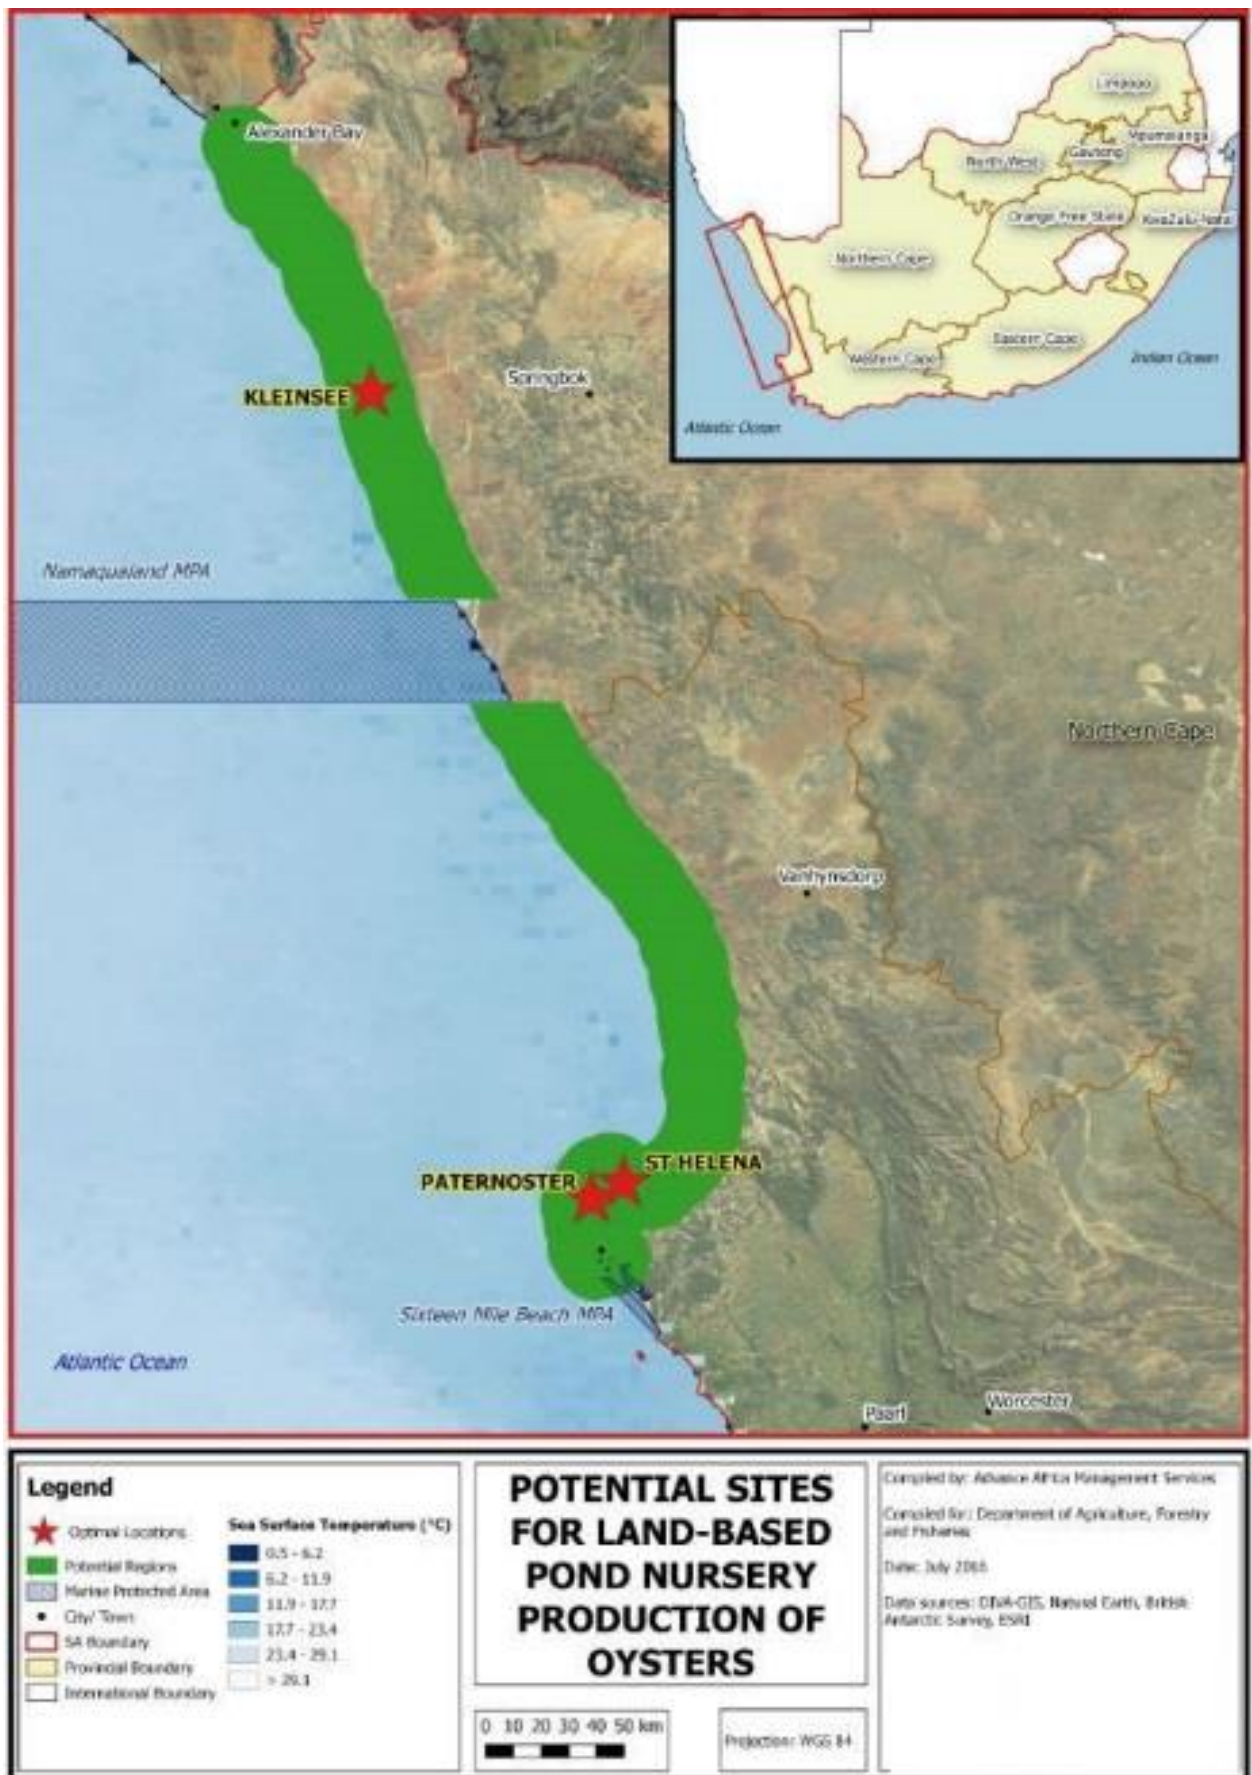 Limpopo
Mpumalanga
North West
Gauteng
Orange Free State
KwaZulu-Natal
Northern Cape
Eastern Cape
Western Cape
Indian Ocean
Atlantic Ocean
Alexander Bay
Springbok
KLEINSEE
Namaqualand MPA
Northern Cape
Vanhynsdorp
ST HELENA
PATERNOSTER
Sixteen Mile Beach MPA
Atlantic Ocean
Paarl
Worcester
Legend
Optimal Locations
Potential Regions
Marine Protected Area
City/ Town
SA Boundary
Provincial Boundary
International Boundary
Sea Surface Temperature (°C)
0.5 - 6.2
6.2 - 11.9
11.9 - 17.7
17.7 - 23.4
23.4 - 29.1
> 29.1
POTENTIAL SITES
FOR LAND-BASED
POND NURSERY
PRODUCTION OF
OYSTERS
0 10 20 30 40 50 km
Projection: WGS 84
Compiled by: Advance Africa Management Services
Compiled for: Department of Agriculture, Forestry
and Fisheries
Date: July 2016
Data sources: DIVA-GIS, Natural Earth, British
Antarctic Survey, ESRI